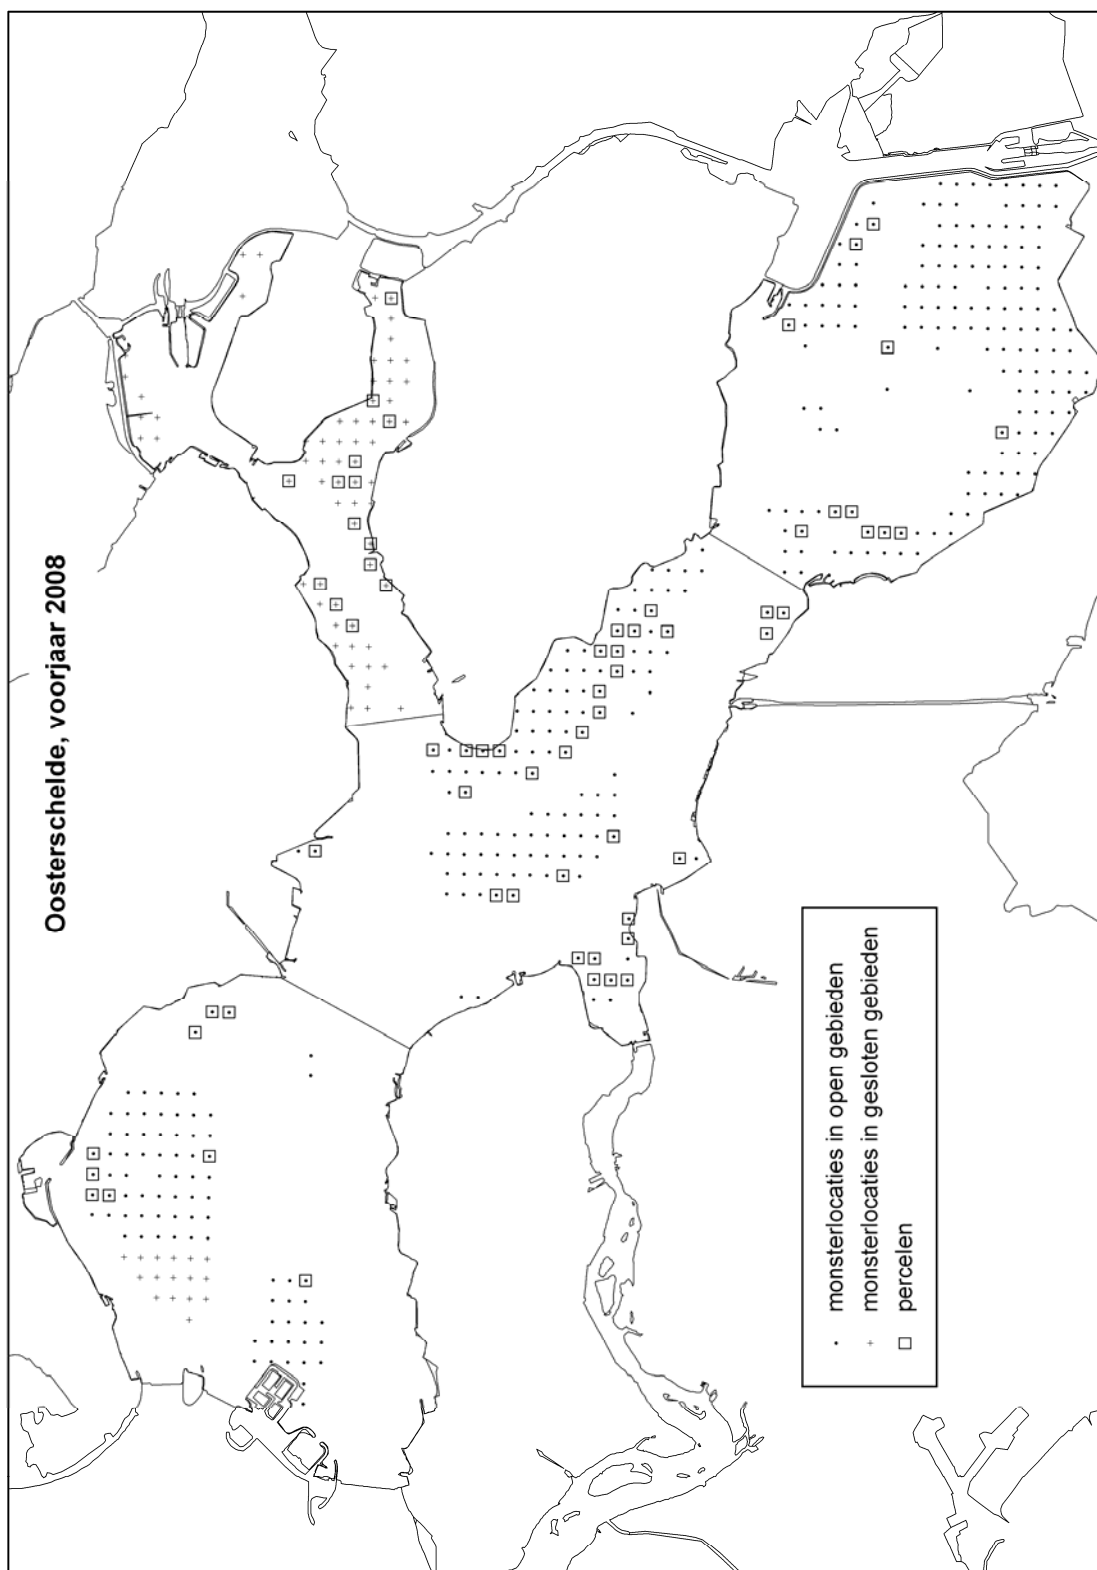 Oosterschelde, voorjaar 2008
monsterlocaties in open gebieden
monsterlocaties in gesloten gebieden
percelen